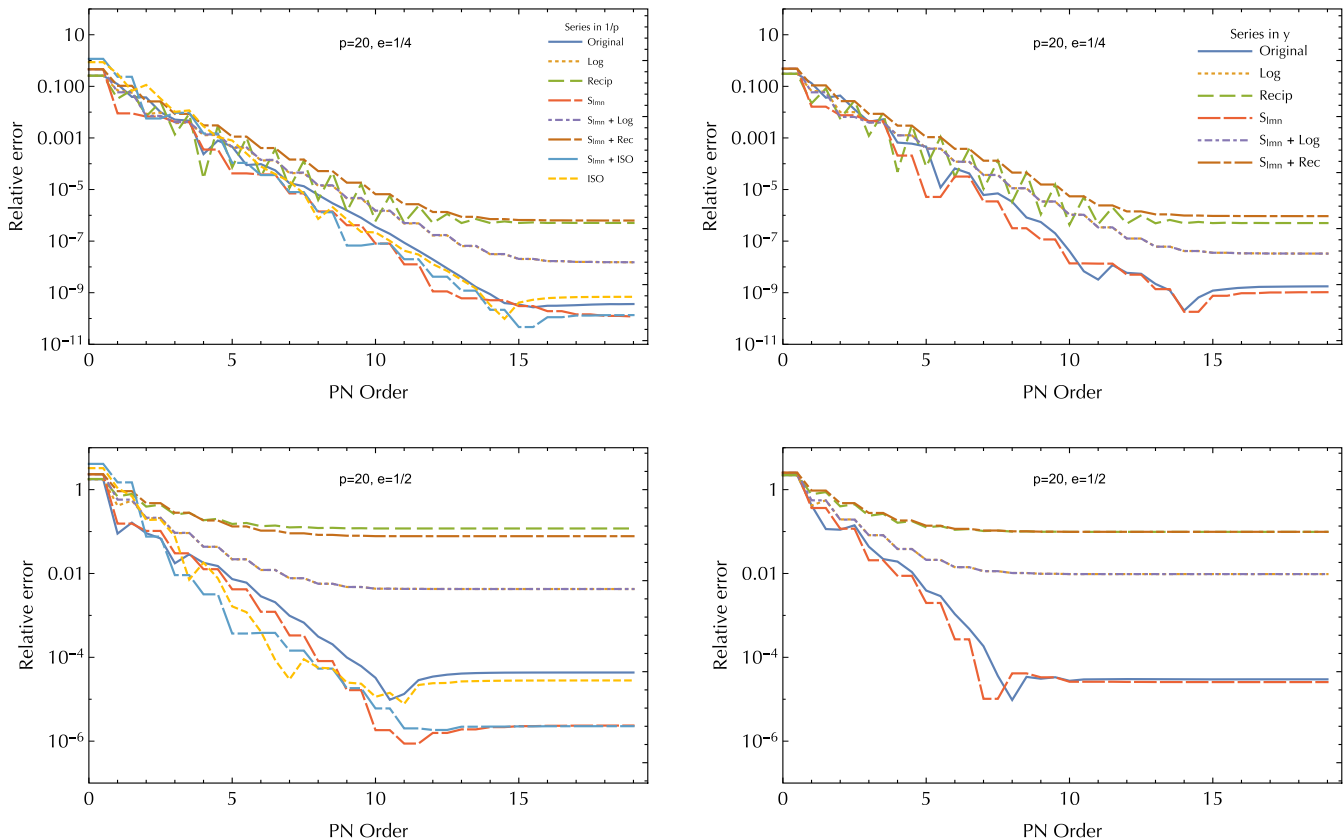 p=20, e=1/4
Series in 1/p
Original
Log
Recip
Slmn
Slmn + Log
Slmn + Rec
Slmn + ISO
ISO
10
0.100
0.001
10−5
10−7
10−9
10−11
0
5
10
15
Relative error
PN Order
p=20, e=1/4
Series in y
Original
Log
Recip
Slmn
Slmn + Log
Slmn + Rec
10
0.100
0.001
10−5
10−7
10−9
10−11
0
5
10
15
Relative error
PN Order
p=20, e=1/2
1
0.01
10−4
10−6
0
5
10
15
Relative error
PN Order
p=20, e=1/2
1
0.01
10−4
10−6
0
5
10
15
Relative error
PN Order